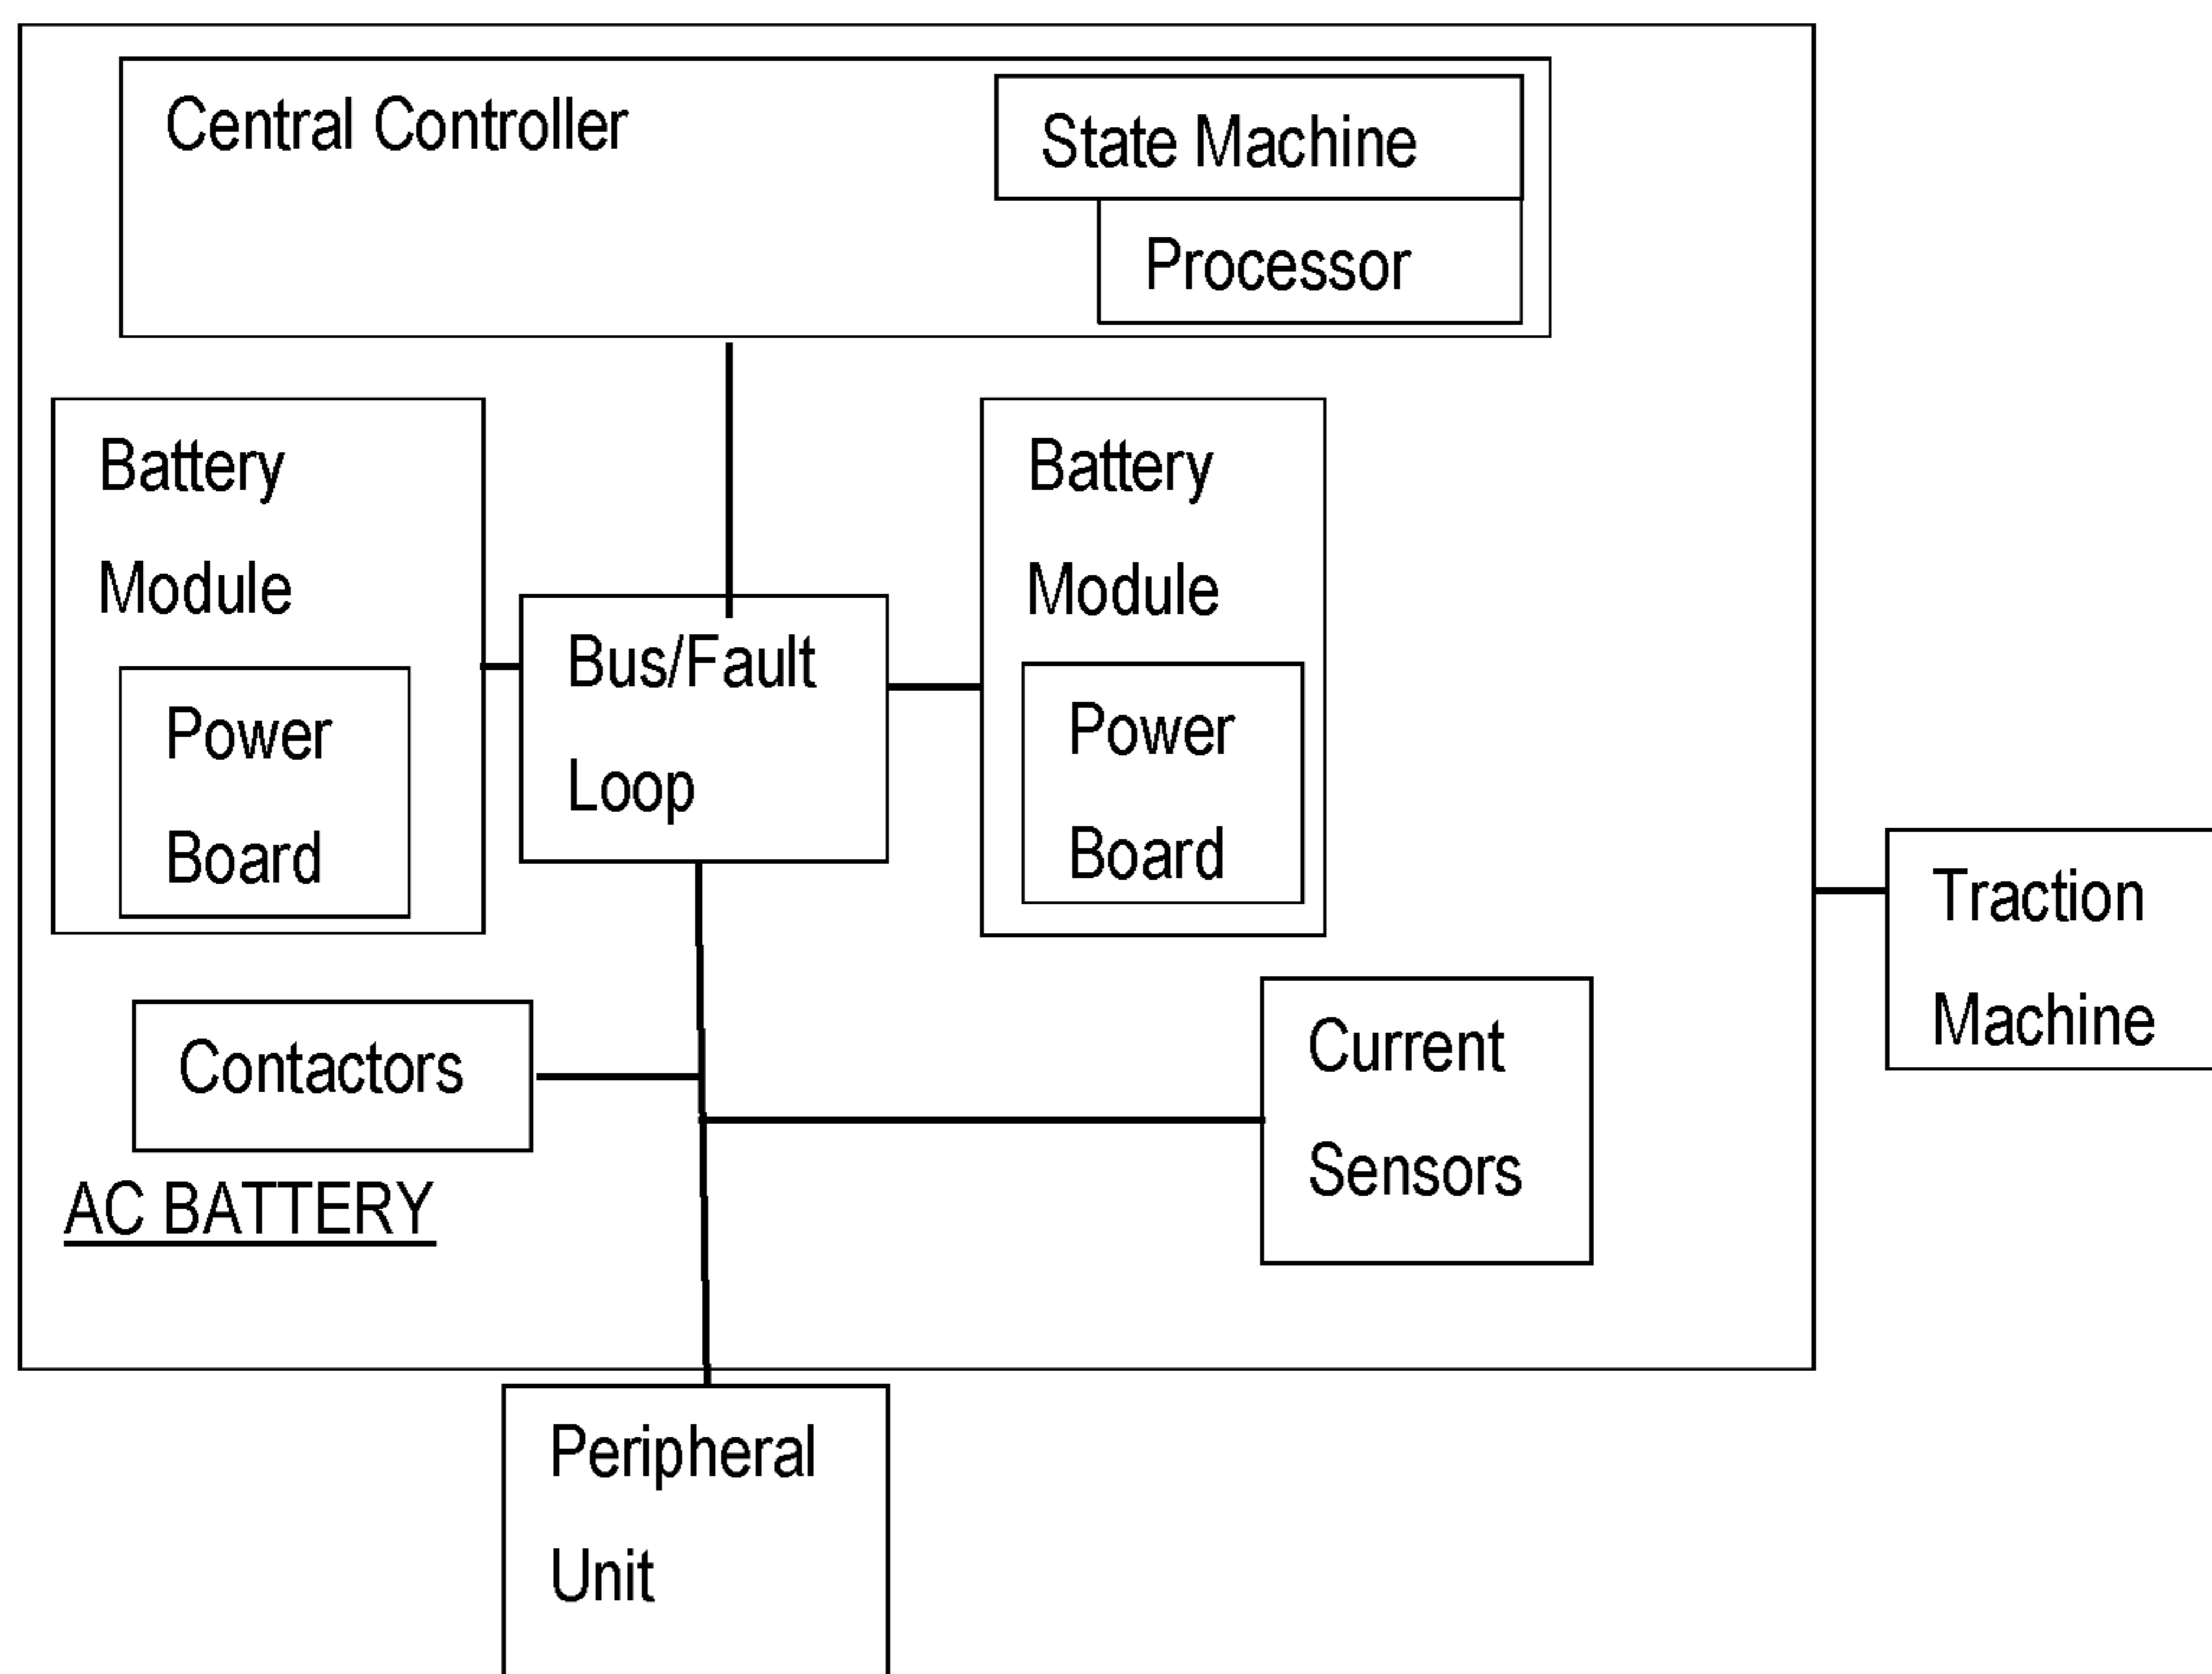 Central Controller
State Machine
Processor
Battery
Module
Power
Board
Bus/Fault
Loop
Battery
Module
Power
Board
Traction
Machine
Contactors
Current
Sensors
AC BATTERY
Peripheral
Unit